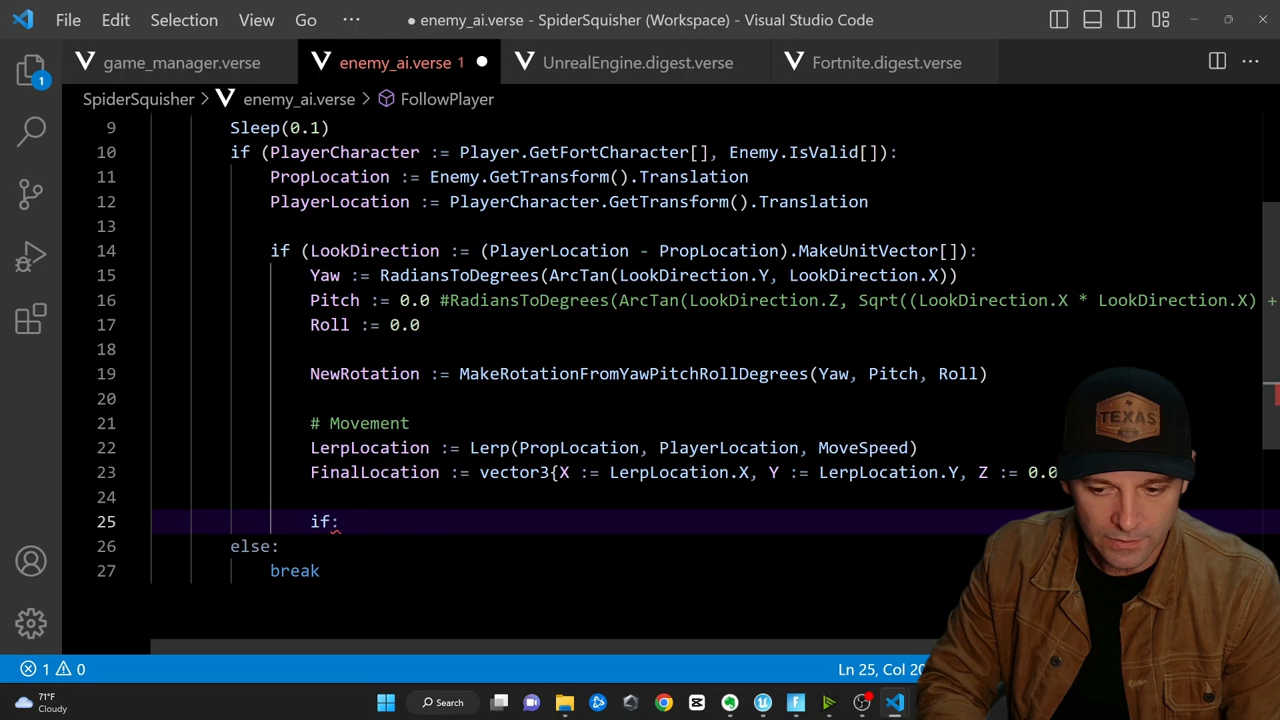 File Edit Selection View Go ··· ● enemy_ai.verse - SpiderSquisher (Workspace) - Visual Studio Code
game_manager.verse enemy_ai.verse 1 ● UnrealEngine.digest.verse Fortnite.digest.verse ···
SpiderSquisher > enemy_ai.verse > FollowPlayer
9 Sleep(0.1)
10 if (PlayerCharacter := Player.GetFortCharacter[], Enemy.IsValid[]):
11 PropLocation := Enemy.GetTransform().Translation
12 PlayerLocation := PlayerCharacter.GetTransform().Translation
13
14 if (LookDirection := (PlayerLocation - PropLocation).MakeUnitVector[]):
15 Yaw := RadiansToDegrees(ArcTan(LookDirection.Y, LookDirection.X))
16 Pitch := 0.0 #RadiansToDegrees(ArcTan(LookDirection.Z, Sqrt((LookDirection.X * LookDirection.X) +
17 Roll := 0.0
18
19 NewRotation := MakeRotationFromYawPitchRollDegrees(Yaw, Pitch, Roll)
20
21 # Movement
22 LerpLocation := Lerp(PropLocation, PlayerLocation, MoveSpeed)
23 FinalLocation := vector3{X := LerpLocation.X, Y := LerpLocation.Y, Z := 0.0
24
25 if:
26 else:
27 break
1
TEXAS
1 0 Ln 25, Col 20
71°F
Cloudy
Search